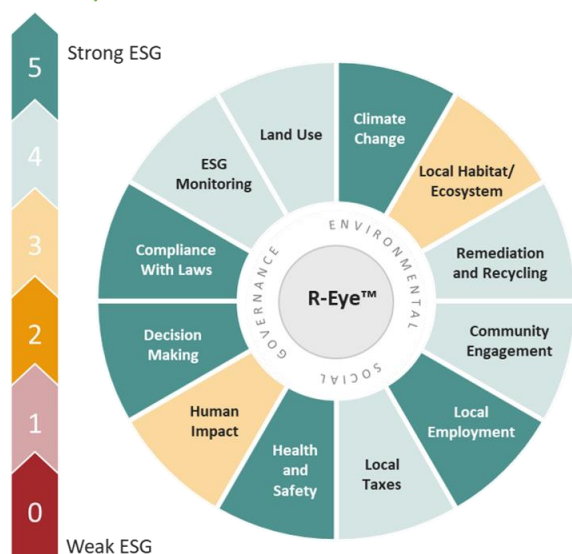 5
Strong ESG
4
3
2
1
0
Weak ESG
Climate
Change
Local Habitat/
Ecosystem
Remediation
and Recycling
Community
Engagement
Local
Employment
Local
Taxes
Health
and
Safety
Human
Impact
Decision
Making
Compliance
With Laws
ESG
Monitoring
Land Use
ENVIRONMENTAL
SOCIAL
GOVERNANCE
R-Eye™